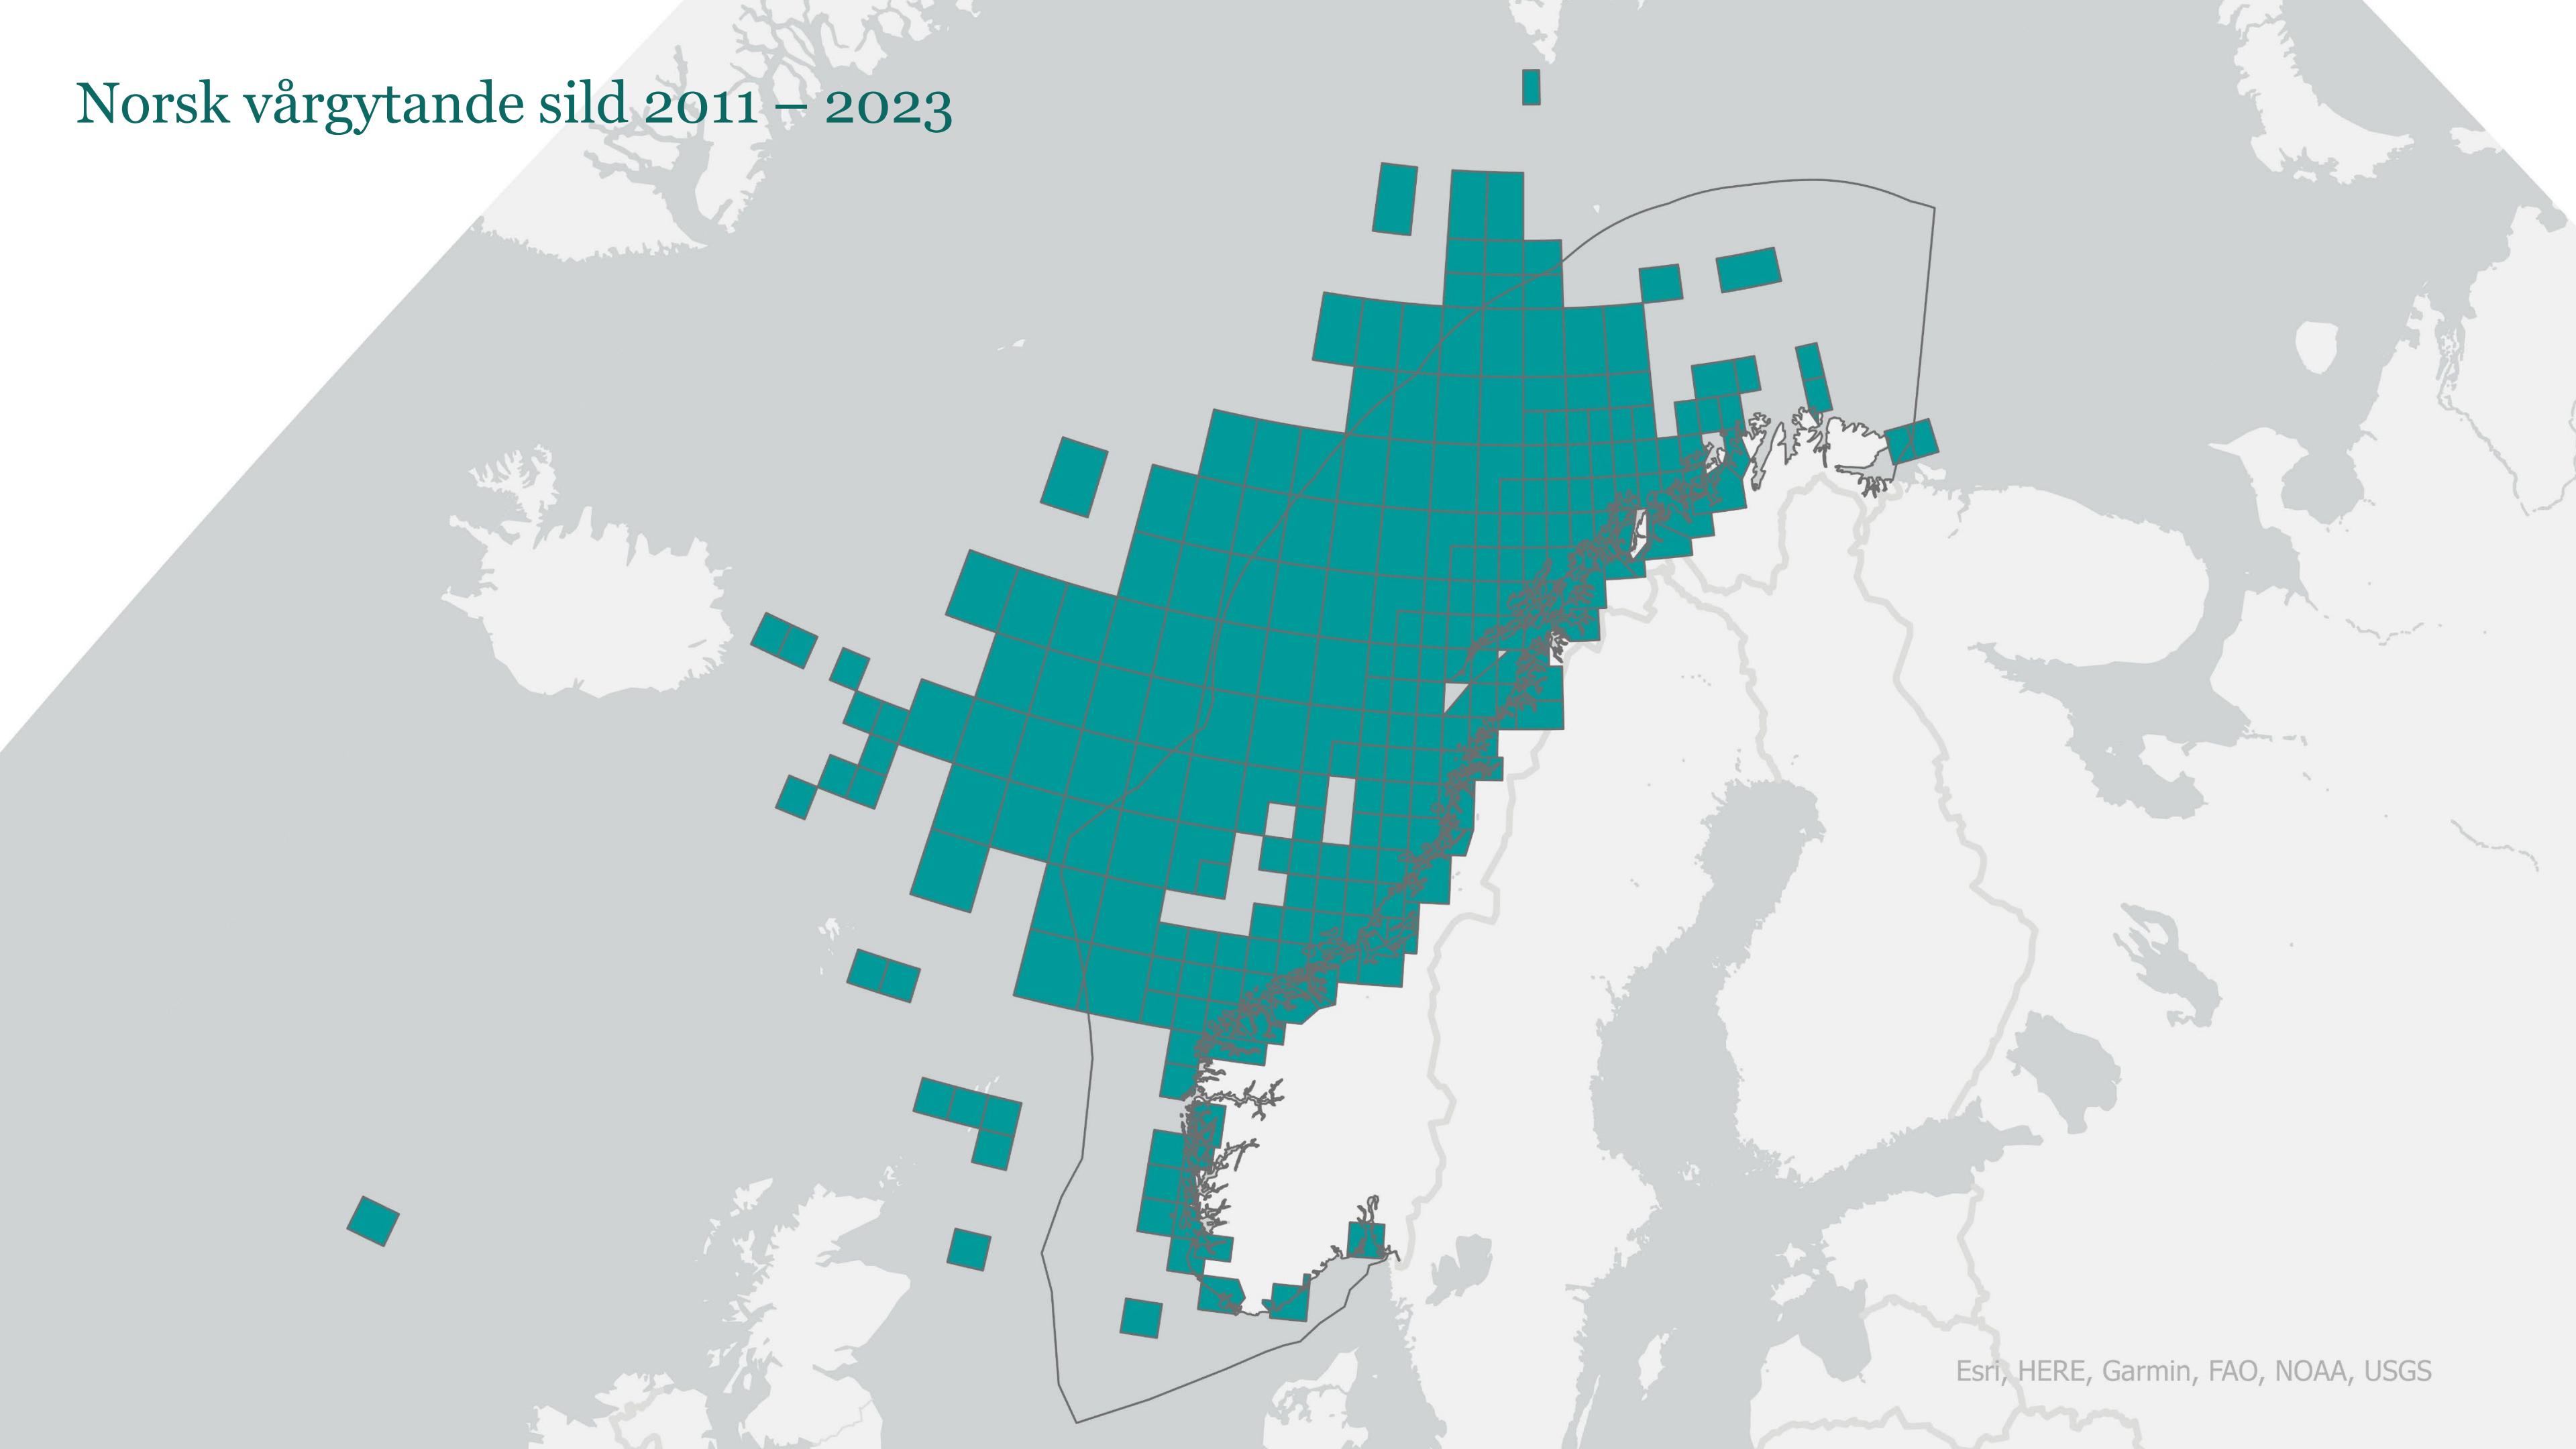 Norsk vårgytande sild 2011 – 2023
Esri, HERE, Garmin, FAO, NOAA, USGS